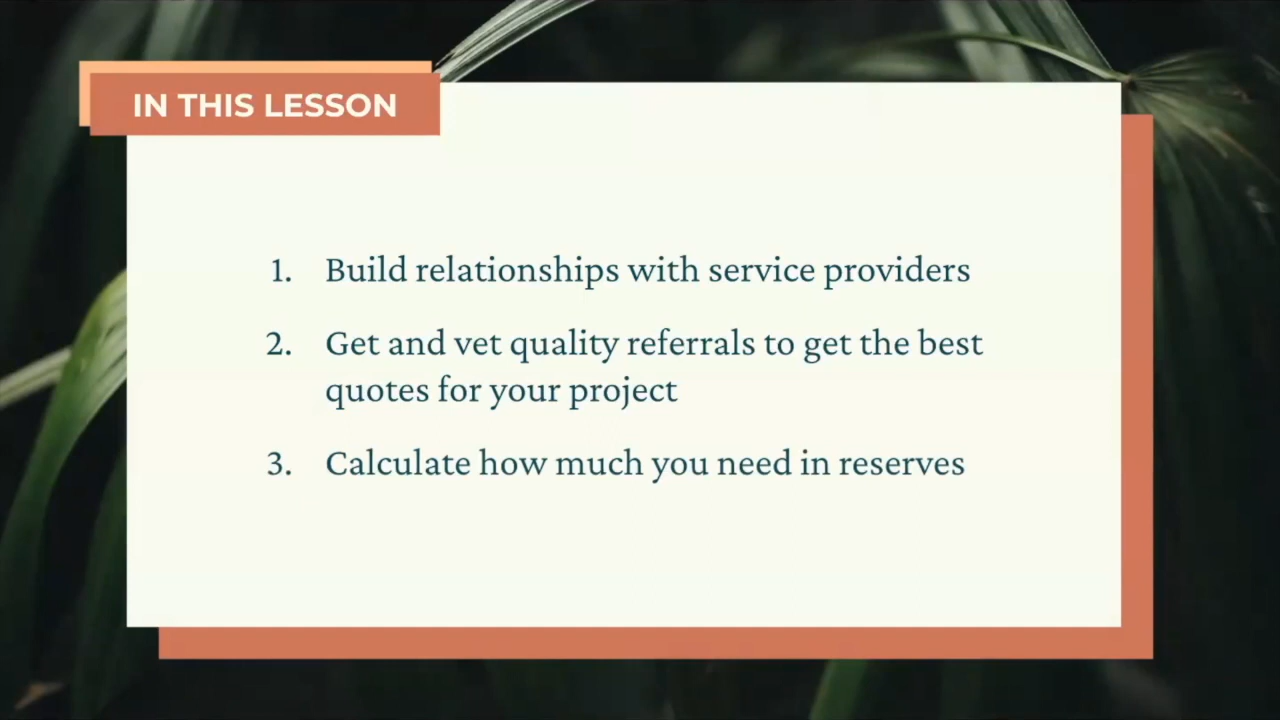 IN THIS LESSON
1. Build relationships with service providers
2. Get and vet quality referrals to get the best
quotes for your project
3. Calculate how much you need in reserves